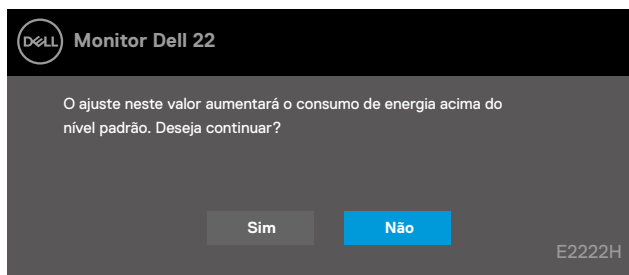 DELL Monitor Dell 22
O ajuste neste valor aumentará o consumo de energia acima do
nível padrão. Deseja continuar?
Sim Não
E2222H